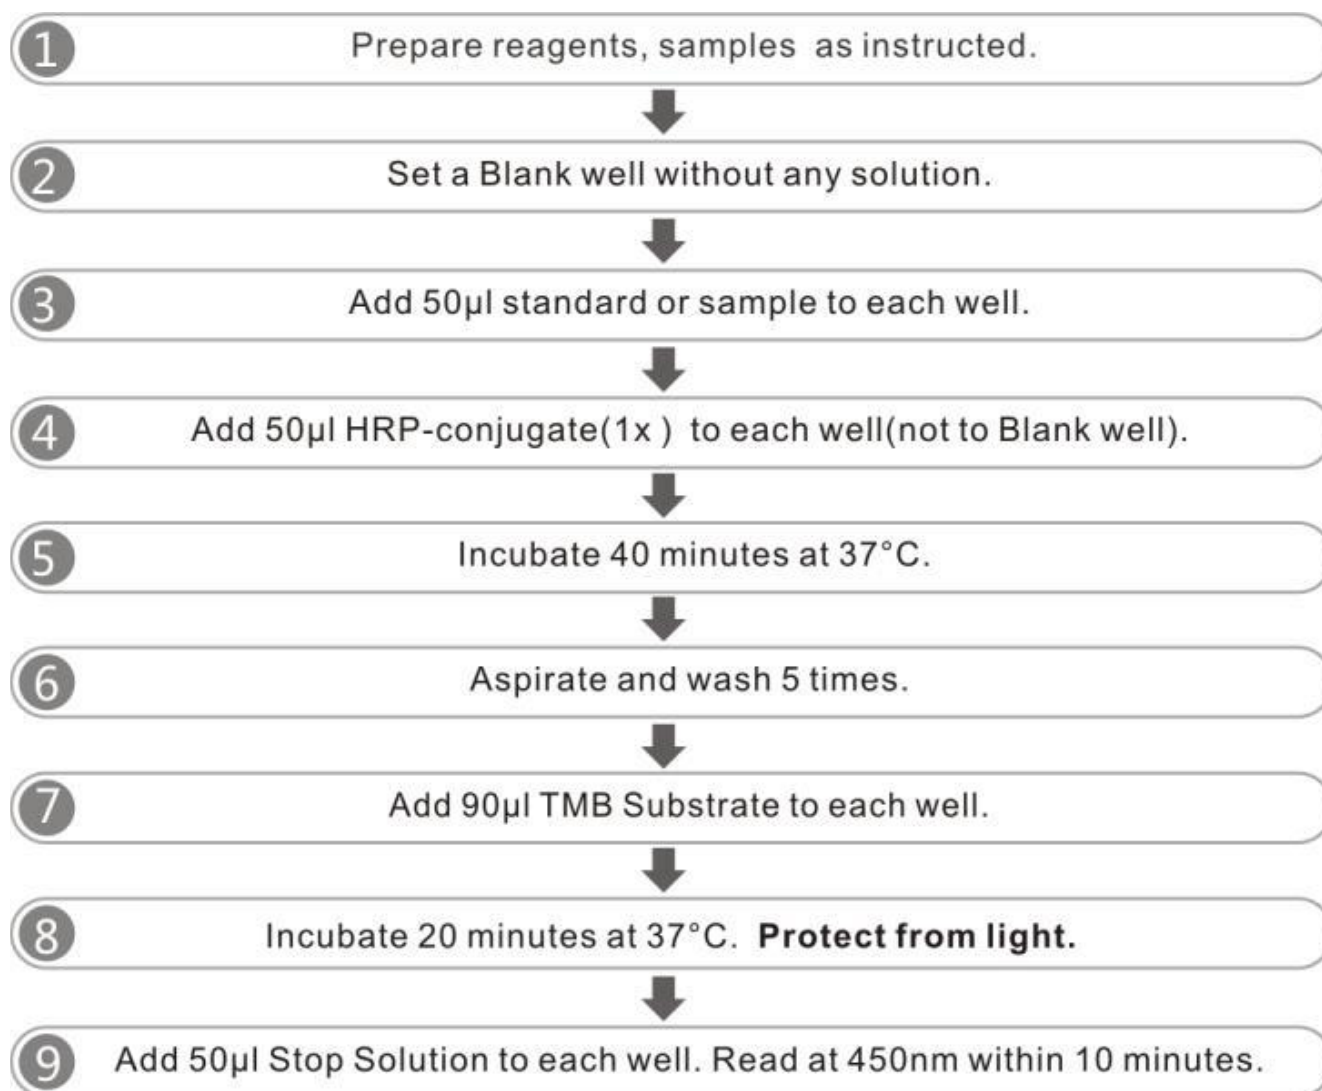 1 Prepare reagents, samples as instructed.
2 Set a Blank well without any solution.
3 Add 50µl standard or sample to each well.
4 Add 50µl HRP-conjugate(1x ) to each well(not to Blank well).
5 Incubate 40 minutes at 37°C.
6 Aspirate and wash 5 times.
7 Add 90µl TMB Substrate to each well.
8 Incubate 20 minutes at 37°C. Protect from light.
9 Add 50µl Stop Solution to each well. Read at 450nm within 10 minutes.